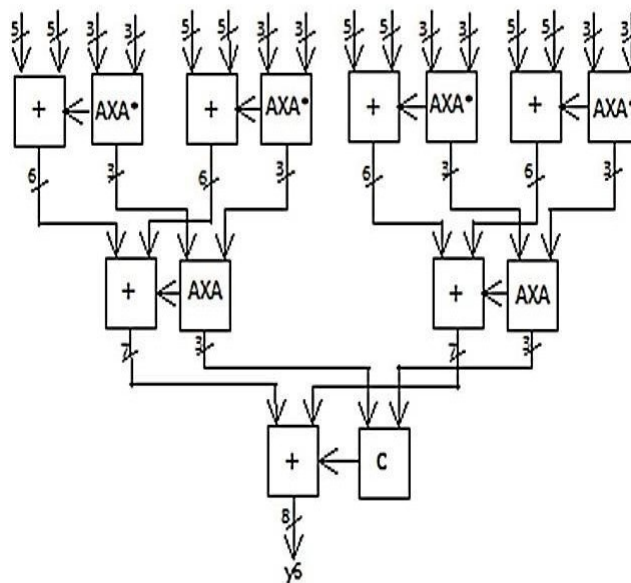 5 5 3 3 5 5 3 3 5 5 3 3 5 5 3 3
+ AXA* + AXA* + AXA* + AXA*
6 3 6 3 6 3 6 3
+ AXA + AXA
7 3 7 3
+ C
8
y6